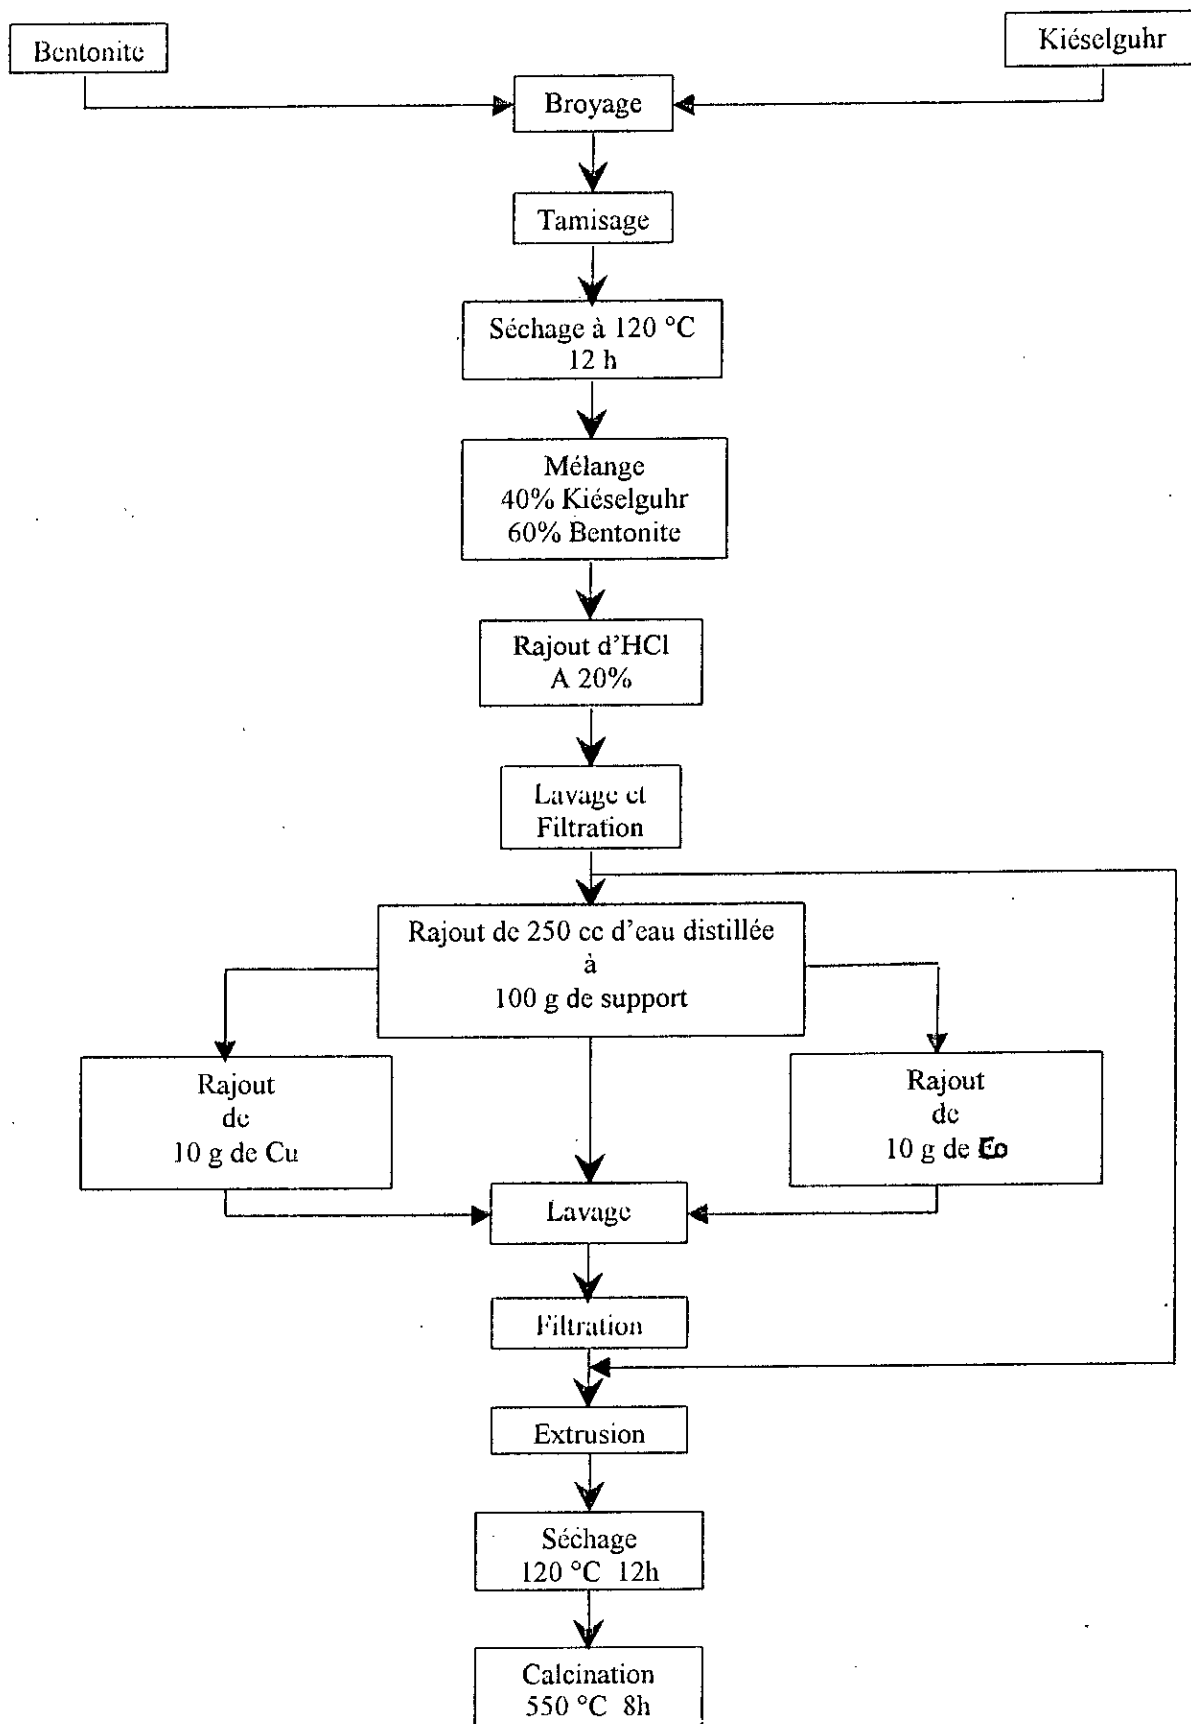 Bentonite
Kiéselguhr
Broyage
Tamisage
Séchage à 120 °C
12 h
Mélange
40% Kiéselguhr
60% Bentonite
Rajout d'HCl
A 20%
Lavage et
Filtration
Rajout de 250 cc d'eau distillée
à
100 g de support
Rajout
de
10 g de Cu
Rajout
de
10 g de Co
Lavage
Filtration
Extrusion
Séchage
120 °C 12h
Calcination
550 °C 8h